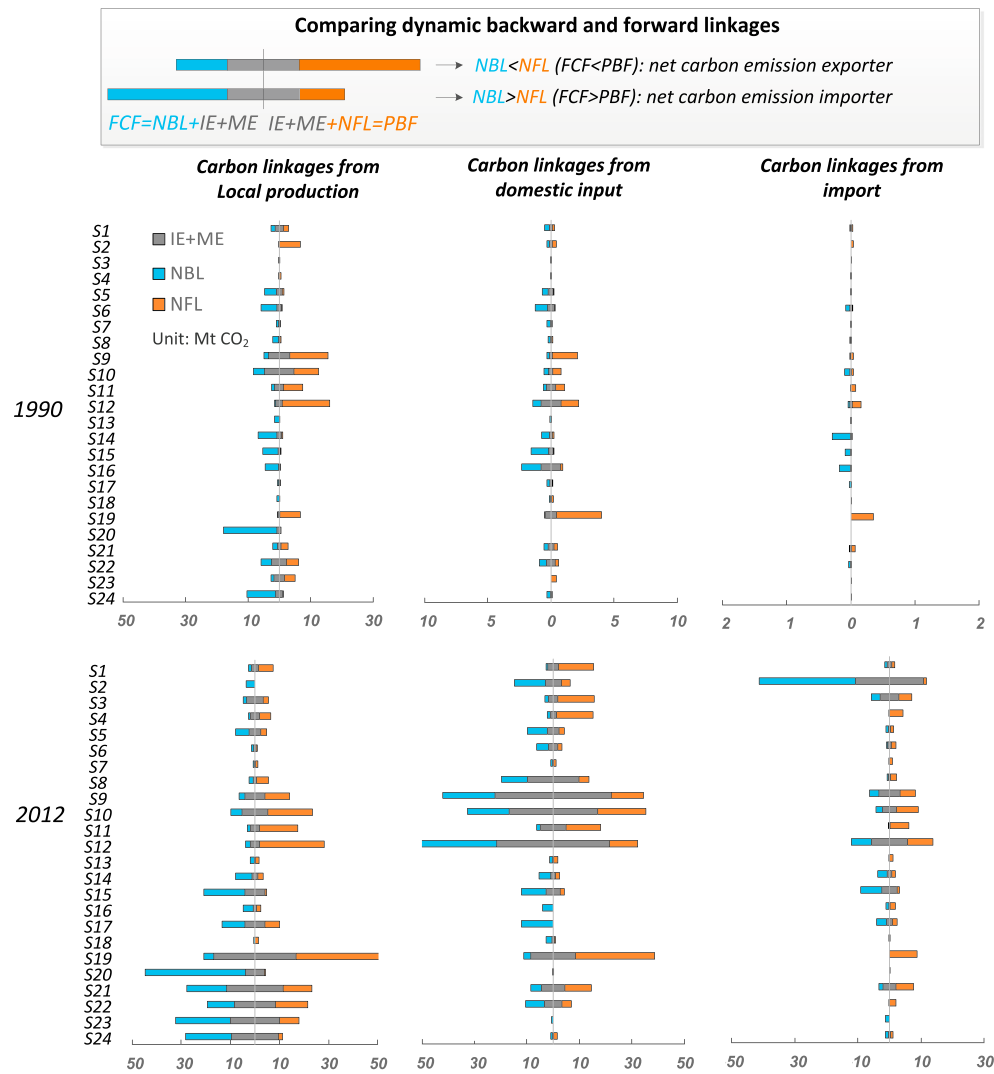 Comparing dynamic backward and forward linkages
NBL<NFL (FCF<PBF): net carbon emission exporter
NBL>NFL (FCF>PBF): net carbon emission importer
FCF=NBL+IE+ME IE+ME+NFL=PBF
Carbon linkages from
Local production
Carbon linkages from
domestic input
Carbon linkages from
import
1990
S1
S2
S3
S4
S5
S6
S7
S8
S9
S10
S11
S12
S13
S14
S15
S16
S17
S18
S19
S20
S21
S22
S23
S24
IE+ME
NBL
NFL
Unit: Mt CO2
50 30 10 10 30
10 5 0 5 10
2 1 0 1 2
2012
S1
S2
S3
S4
S5
S6
S7
S8
S9
S10
S11
S12
S13
S14
S15
S16
S17
S18
S19
S20
S21
S22
S23
S24
50 30 10 10 30 50
50 30 10 10 30 50
50 30 10 10 30